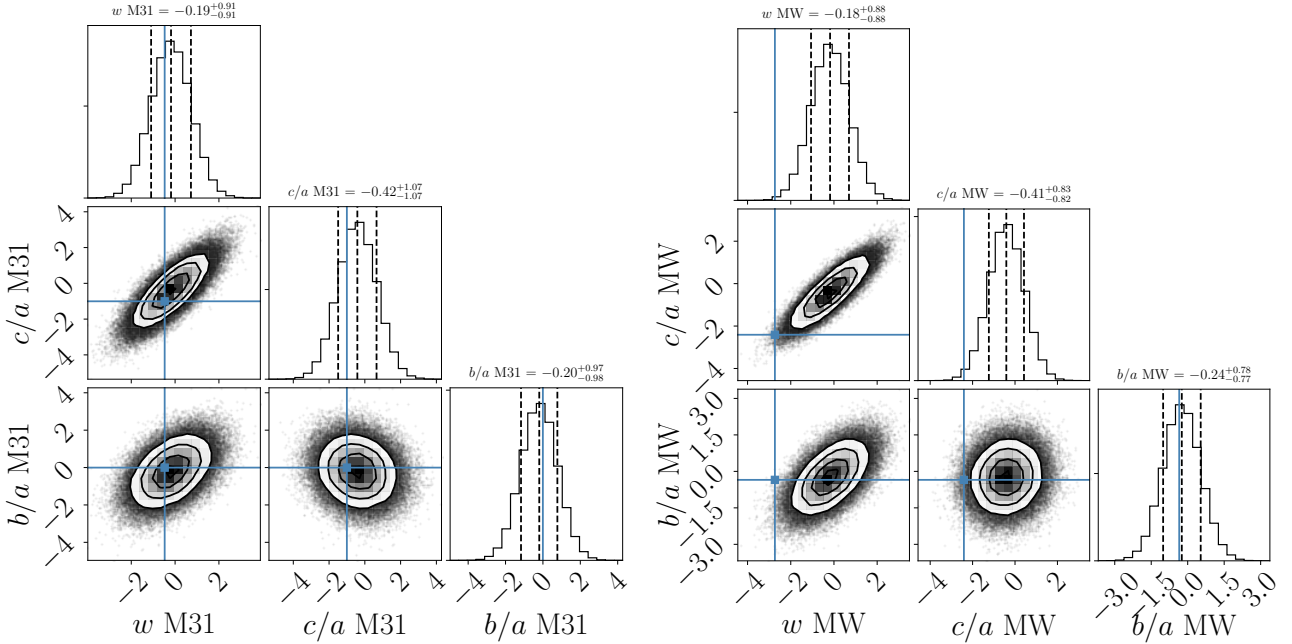 w M31 = −0.19+0.91−0.91
w MW = −0.18+0.88−0.88
c/a M31 = −0.42+1.07−1.07
c/a MW = −0.41+0.83−0.82
4
2
0
−2
−4
c/a M31
2
0
−2
−4
c/a MW
b/a M31 = −0.20+0.97−0.98
b/a MW = −0.24+0.78−0.77
4
2
0
−2
−4
b/a M31
3.0
1.5
0.0
−1.5
−3.0
b/a MW
−2 0 2
w M31
−4 −2 0 2 4
c/a M31
−4 −2 0 2 4
b/a M31
−4 −2 0 2
w MW
−4 −2 0 2
c/a MW
−3.0 −1.5 0.0 1.5 3.0
b/a MW